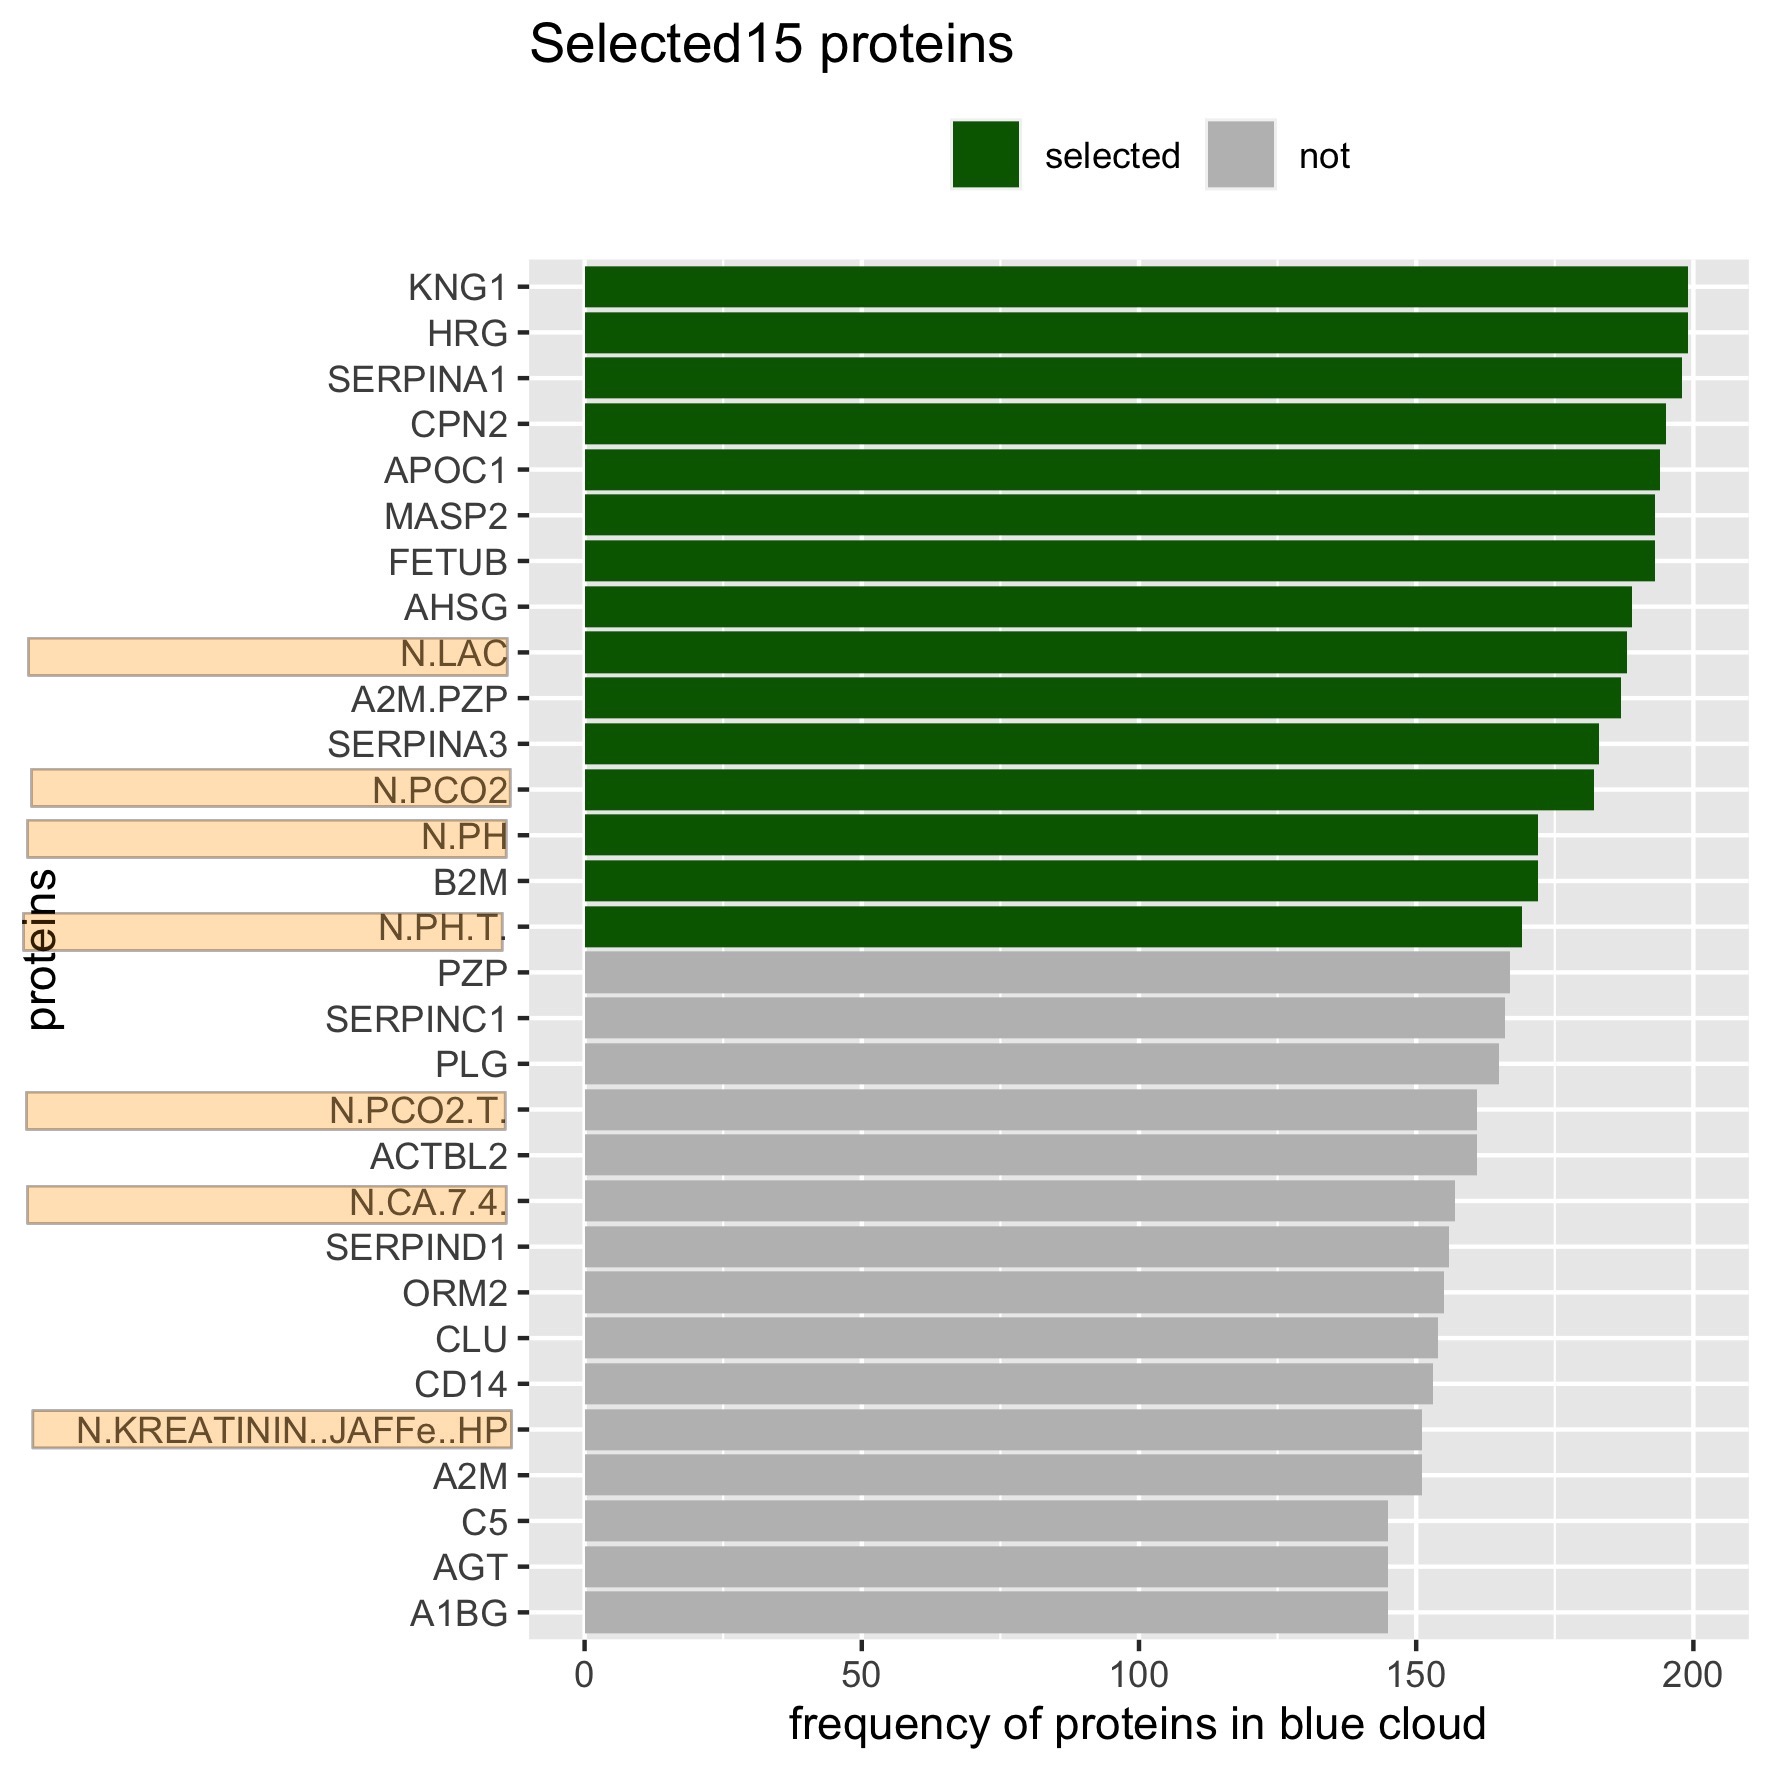 Selected15 proteins
selected
not
KNG1
HRG
SERPINA1
CPN2
APOC1
MASP2
FETUB
AHSG
N.LAC
A2M.PZP
SERPINA3
N.PCO2
N.PH
B2M
N.PH.T.
PZP
SERPINC1
PLG
N.PCO2.T.
ACTBL2
N.CA.7.4.
SERPIND1
ORM2
CLU
CD14
N.KREATININ..JAFFe..HP
A2M
C5
AGT
A1BG
proteins
0 50 100 150 200
frequency of proteins in blue cloud